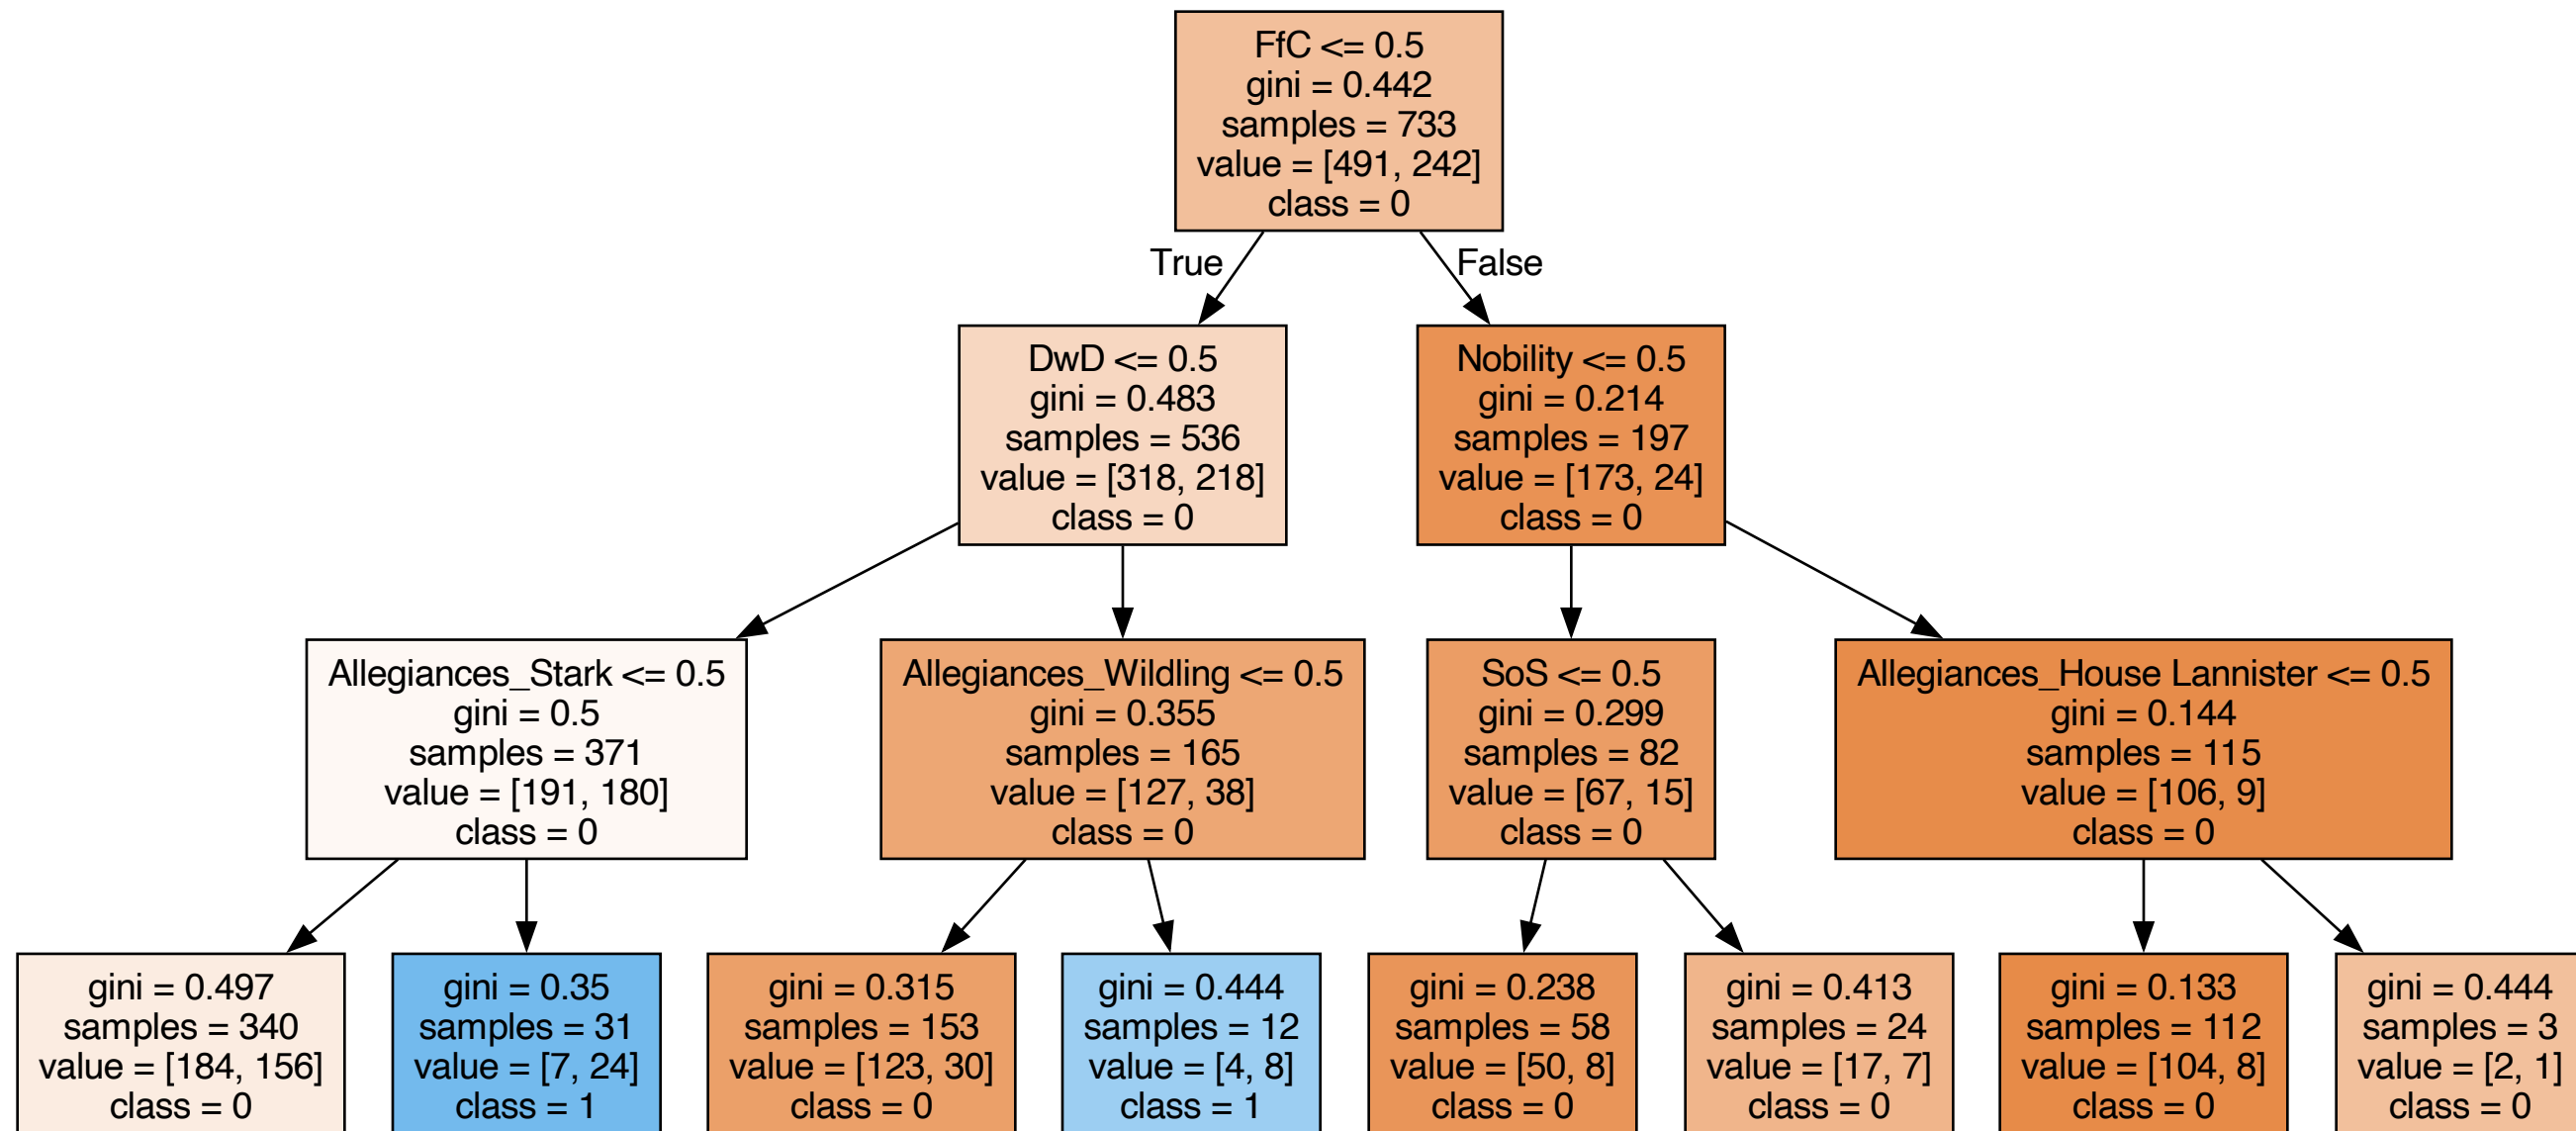 FfC <= 0.5
gini = 0.442
samples = 733
value = [491, 242]
class = 0
True
False
DwD <= 0.5
gini = 0.483
samples = 536
value = [318, 218]
class = 0
Nobility <= 0.5
gini = 0.214
samples = 197
value = [173, 24]
class = 0
Allegiances_Stark <= 0.5
gini = 0.5
samples = 371
value = [191, 180]
class = 0
Allegiances_Wildling <= 0.5
gini = 0.355
samples = 165
value = [127, 38]
class = 0
SoS <= 0.5
gini = 0.299
samples = 82
value = [67, 15]
class = 0
Allegiances_House Lannister <= 0.5
gini = 0.144
samples = 115
value = [106, 9]
class = 0
gini = 0.497
samples = 340
value = [184, 156]
class = 0
gini = 0.35
samples = 31
value = [7, 24]
class = 1
gini = 0.315
samples = 153
value = [123, 30]
class = 0
gini = 0.444
samples = 12
value = [4, 8]
class = 1
gini = 0.238
samples = 58
value = [50, 8]
class = 0
gini = 0.413
samples = 24
value = [17, 7]
class = 0
gini = 0.133
samples = 112
value = [104, 8]
class = 0
gini = 0.444
samples = 3
value = [2, 1]
class = 0